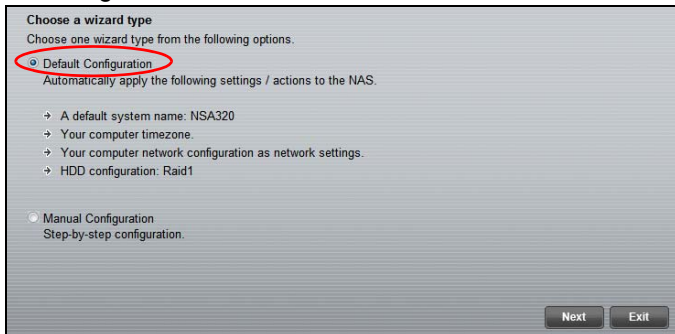 Choose a wizard type
Choose one wizard type from the following options.
Default Configuration
Automatically apply the following settings / actions to the NAS.
A default system name: NSA320
Your computer timezone.
Your computer network configuration as network settings.
HDD configuration: Raid1
Manual Configuration
Step-by-step configuration.
Next Exit